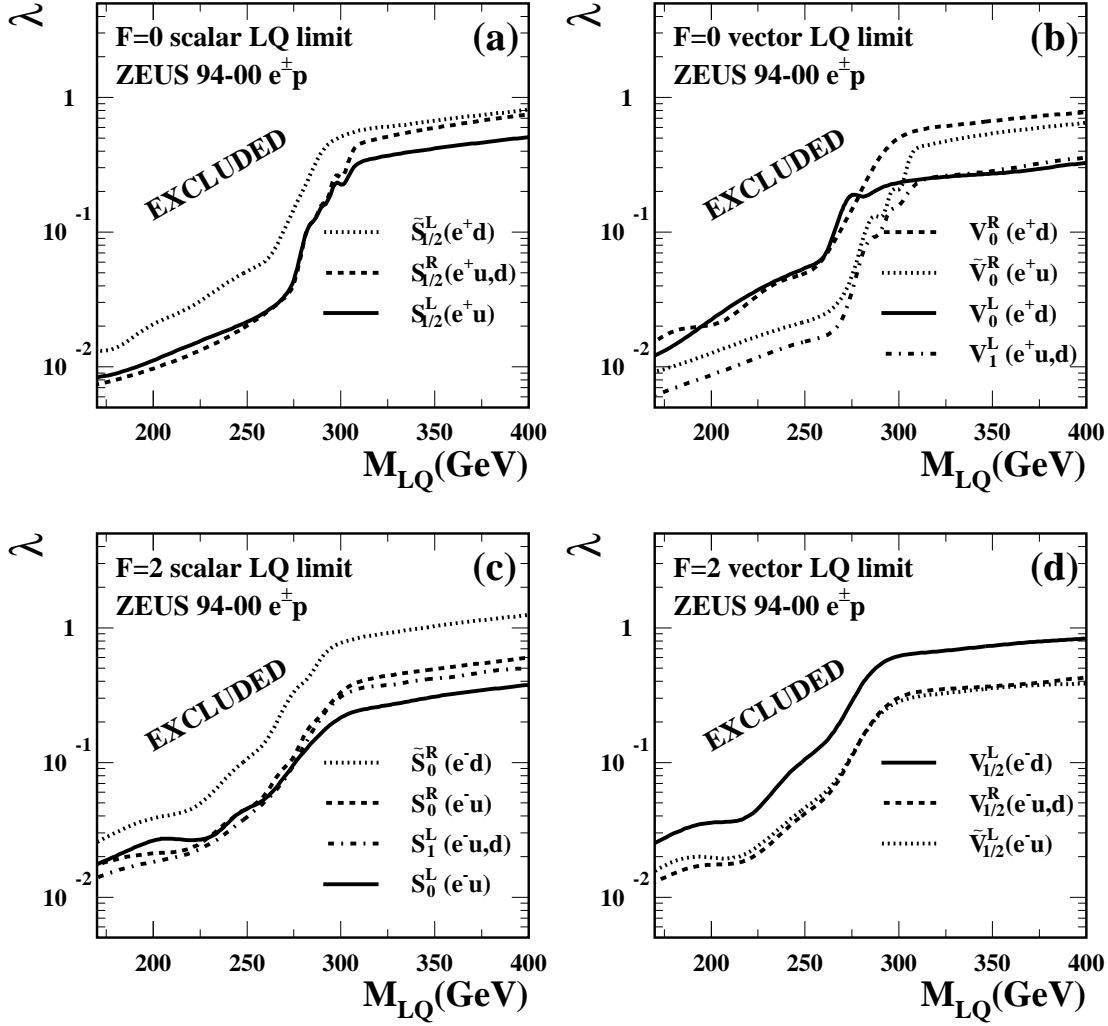 λ
F=0 scalar LQ limit (a)
ZEUS 94-00 e±p
1
EXCLUDED
10⁻¹
S̃ᴸ₁/₂(e⁺d)
Sᴿ₁/₂(e⁺u,d)
Sᴸ₁/₂(e⁺u)
10⁻²
200 250 300 350 400
M_LQ(GeV)
λ
F=0 vector LQ limit (b)
ZEUS 94-00 e±p
1
EXCLUDED
10⁻¹
Vᴿ₀ (e⁺d)
Ṽᴿ₀ (e⁺u)
Vᴸ₀ (e⁺d)
Vᴸ₁ (e⁺u,d)
10⁻²
200 250 300 350 400
M_LQ(GeV)
λ
F=2 scalar LQ limit (c)
ZEUS 94-00 e±p
1
EXCLUDED
10⁻¹
S̃ᴿ₀ (e⁻d)
Sᴿ₀ (e⁻u)
Sᴸ₁ (e⁻u,d)
Sᴸ₀ (e⁻u)
10⁻²
200 250 300 350 400
M_LQ(GeV)
λ
F=2 vector LQ limit (d)
ZEUS 94-00 e±p
1
EXCLUDED
10⁻¹
Vᴸ₁/₂(e⁻d)
Vᴿ₁/₂(e⁻u,d)
Ṽᴸ₁/₂(e⁻u)
10⁻²
200 250 300 350 400
M_LQ(GeV)